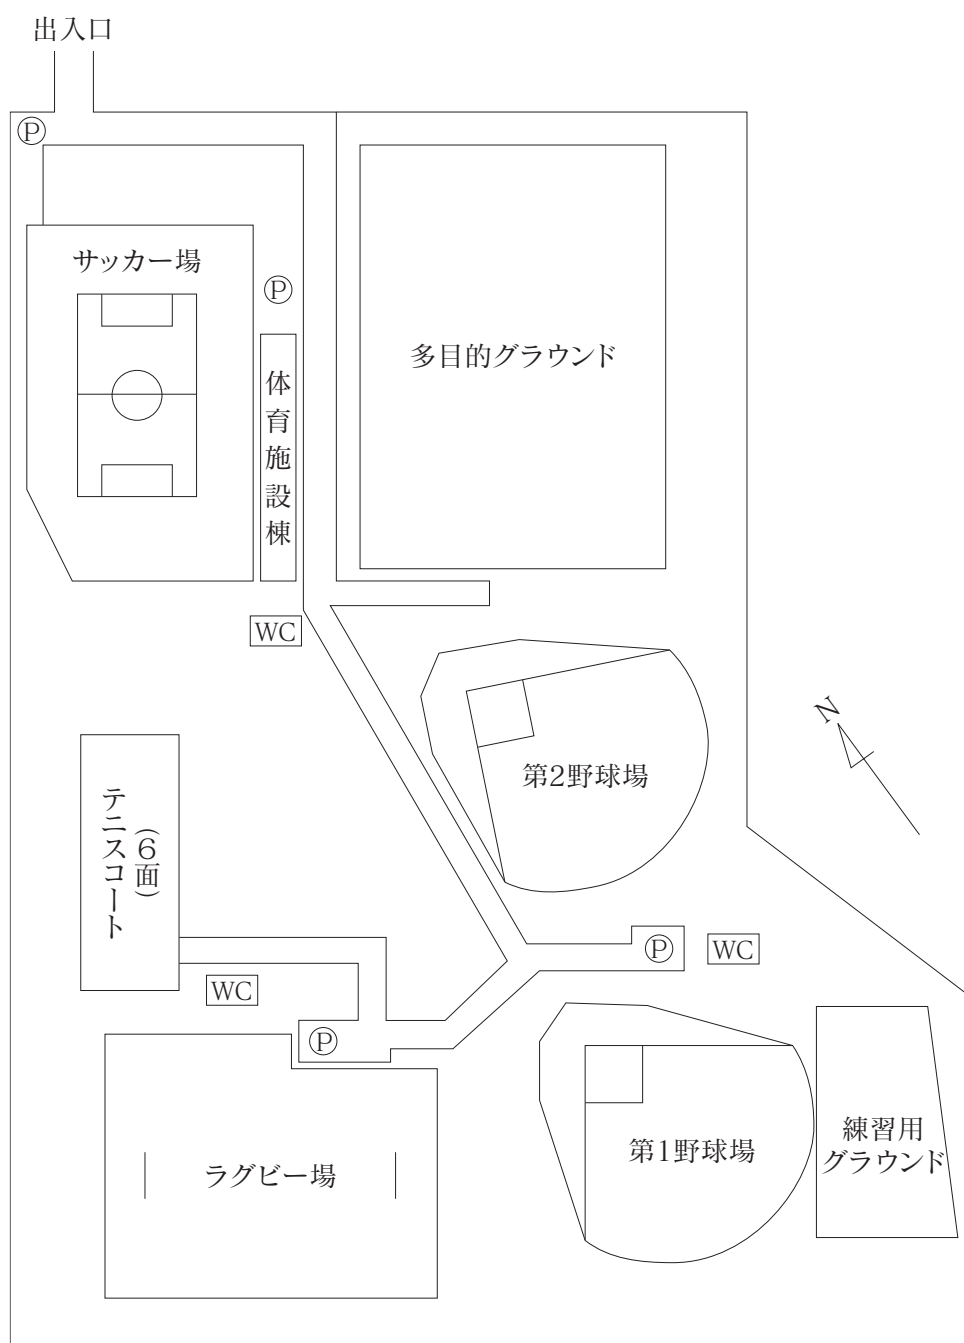 出入口
Ⓟ
サッカー場
Ⓟ
体育施設棟
多目的グラウンド
WC
N
第2野球場
テニスコート
(6面)
WC
Ⓟ
WC
Ⓟ
ラグビー場
第1野球場
練習用
グラウンド